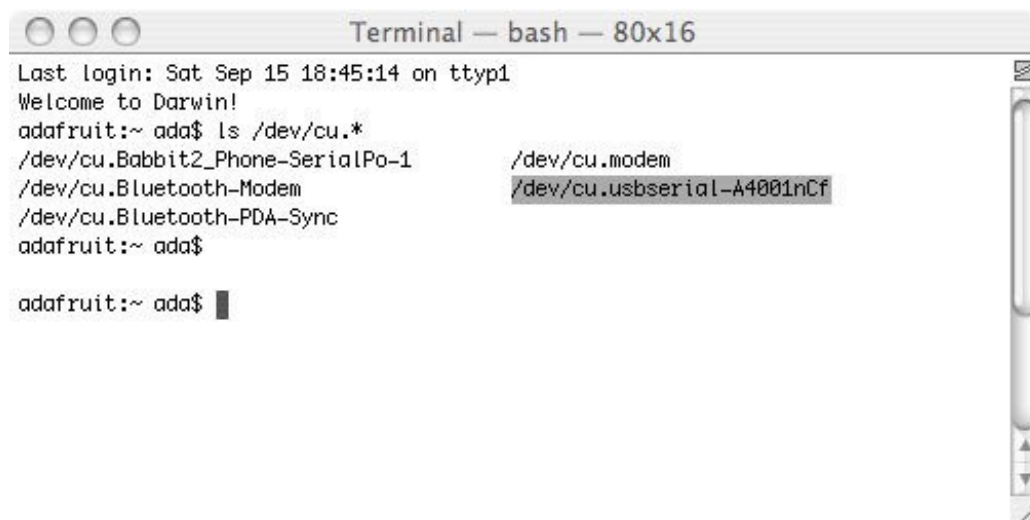 Terminal — bash — 80x16
Last login: Sat Sep 15 18:45:14 on ttyp1
Welcome to Darwin!
adafruit:~ ada$ ls /dev/cu.*
/dev/cu.Babbit2_Phone-SerialPo-1 /dev/cu.modem
/dev/cu.Bluetooth-Modem /dev/cu.usbserial-A4001nCf
/dev/cu.Bluetooth-PDA-Sync
adafruit:~ ada$
adafruit:~ ada$